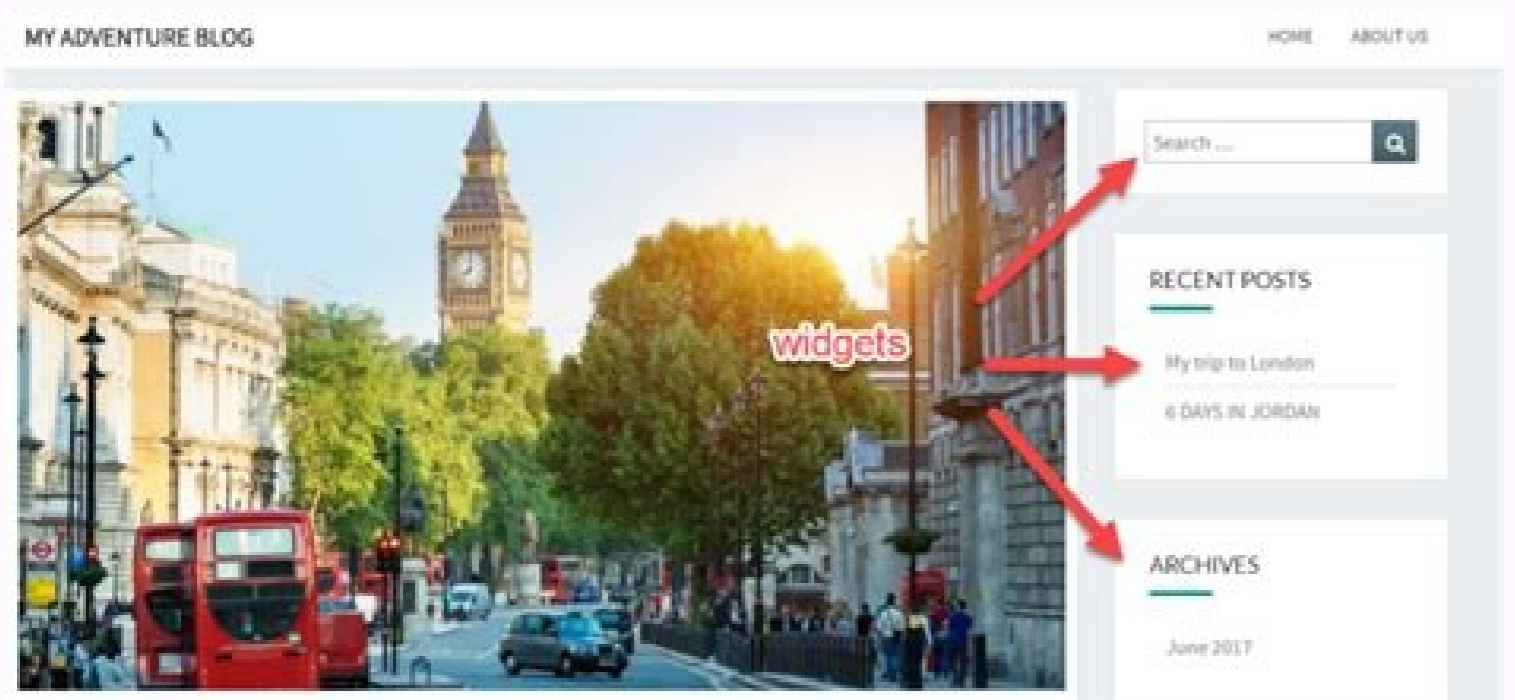 MY ADVENTURE BLOG
HOME ABOUT US
Search ...
RECENT POSTS
widgets
My trip to London
6 DAYS IN JORDAN
ARCHIVES
June 2017